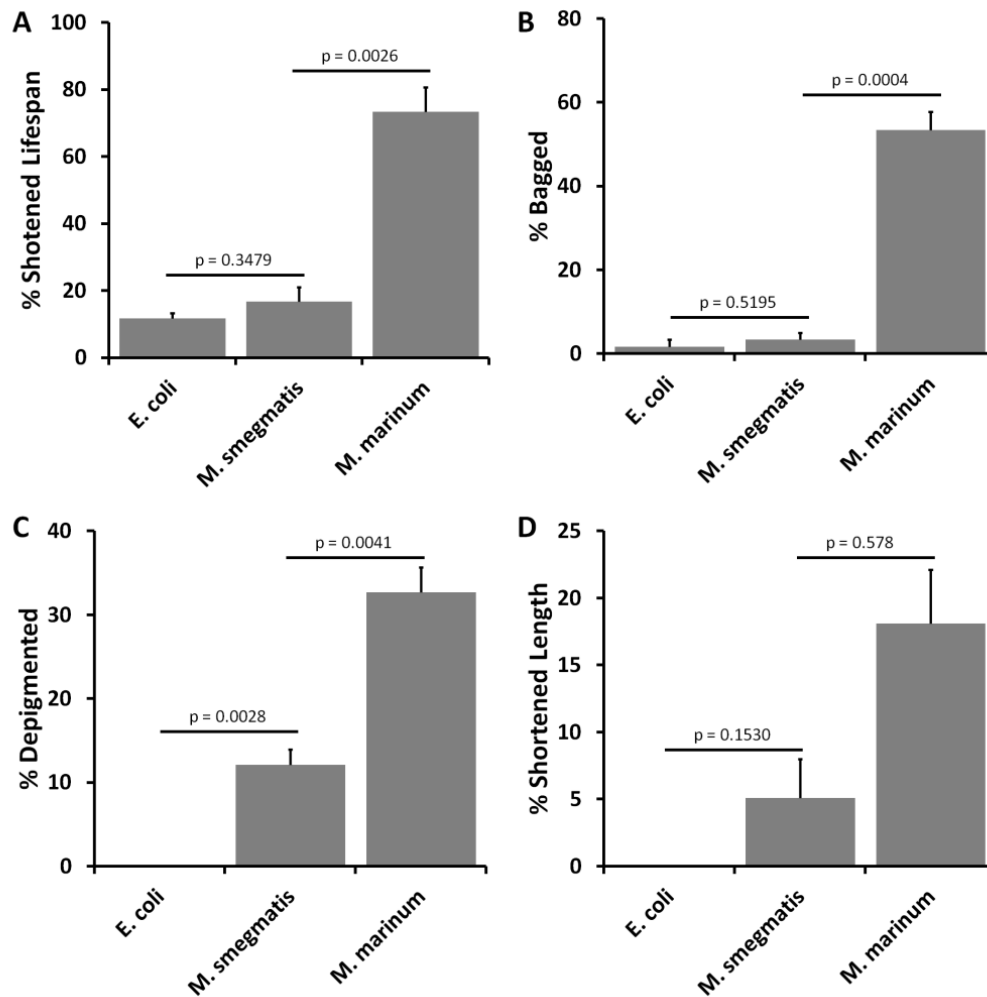 A
% Shotened Lifespan
100
80
60
40
20
0
p = 0.0026
p = 0.3479
E. coli
M. smegmatis
M. marinum
B
% Bagged
80
60
40
20
0
p = 0.0004
p = 0.5195
E. coli
M. smegmatis
M. marinum
C
% Depigmented
40
30
20
10
0
p = 0.0041
p = 0.0028
E. coli
M. smegmatis
M. marinum
D
% Shortened Length
25
20
15
10
5
0
p = 0.578
p = 0.1530
E. coli
M. smegmatis
M. marinum